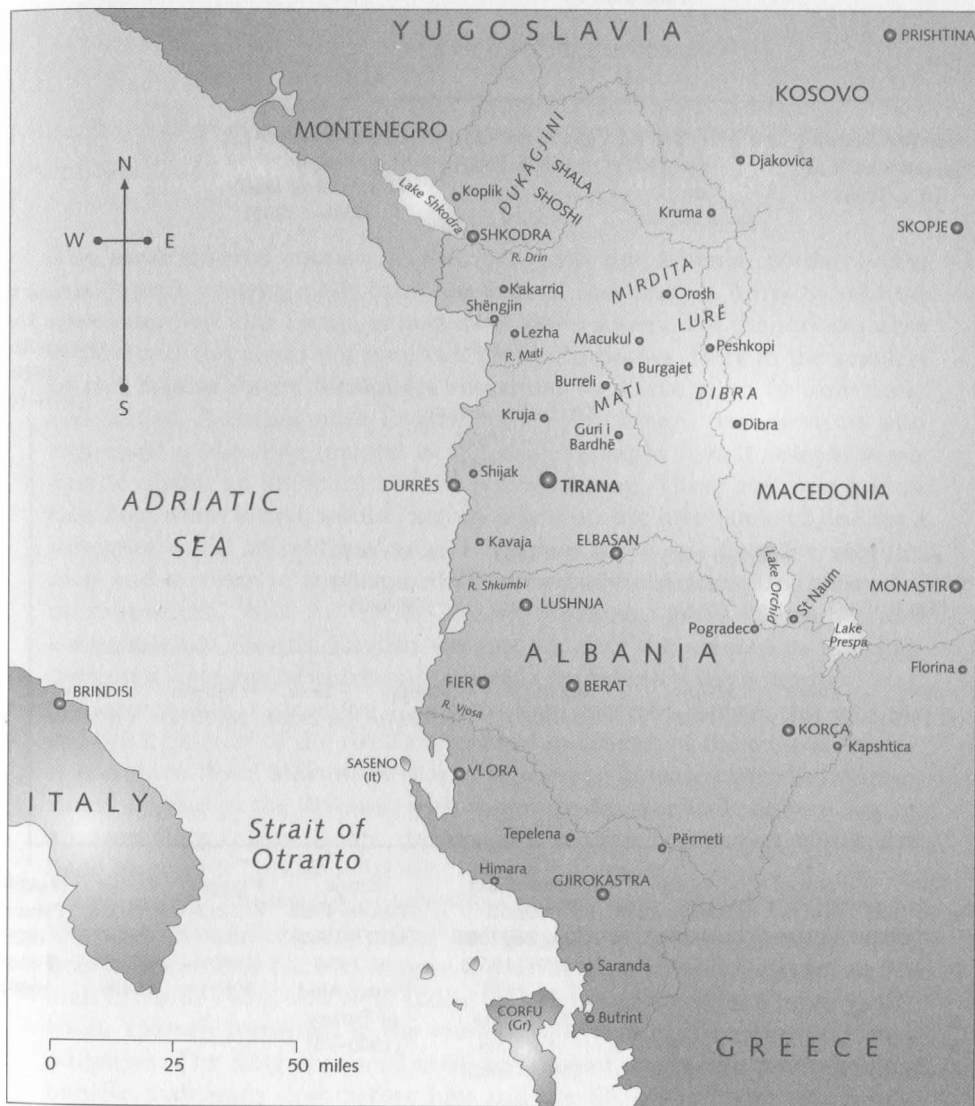 YUGOSLAVIA
PRISHTINA
KOSOVO
MONTENEGRO
DUKAGJINI
SHALA
SHOSHI
Djakovica
N
W
E
S
Lake Shkodra
Koplik
Kruma
SHKODRA
SKOPJE
R. Drin
Kakarriq
MIRDITA
Orosh
Shëngjin
LURË
Lezha
Macukul
Peshkopi
R. Mati
Burgajet
Burreli
MATI
DIBRA
Kruja
Guri i
Bardhë
Dibra
Shijak
DURRËS
TIRANA
MACEDONIA
ADRIATIC
SEA
Kavaja
ELBASAN
Lake Orchid
St Naum
MONASTIR
R. Shkumbi
LUSHNJA
Pogradec
Lake
Prespa
ALBANIA
Florina
BRINDISI
FIER
BERAT
R. Vjosa
KORÇA
Kapshtica
SASENO
(It)
VLORA
ITALY
Strait of
Otranto
Tepelena
Përmeti
Himara
GJIROKASTRA
Saranda
CORFU
(Gr)
Butrint
GREECE
0 25 50 miles